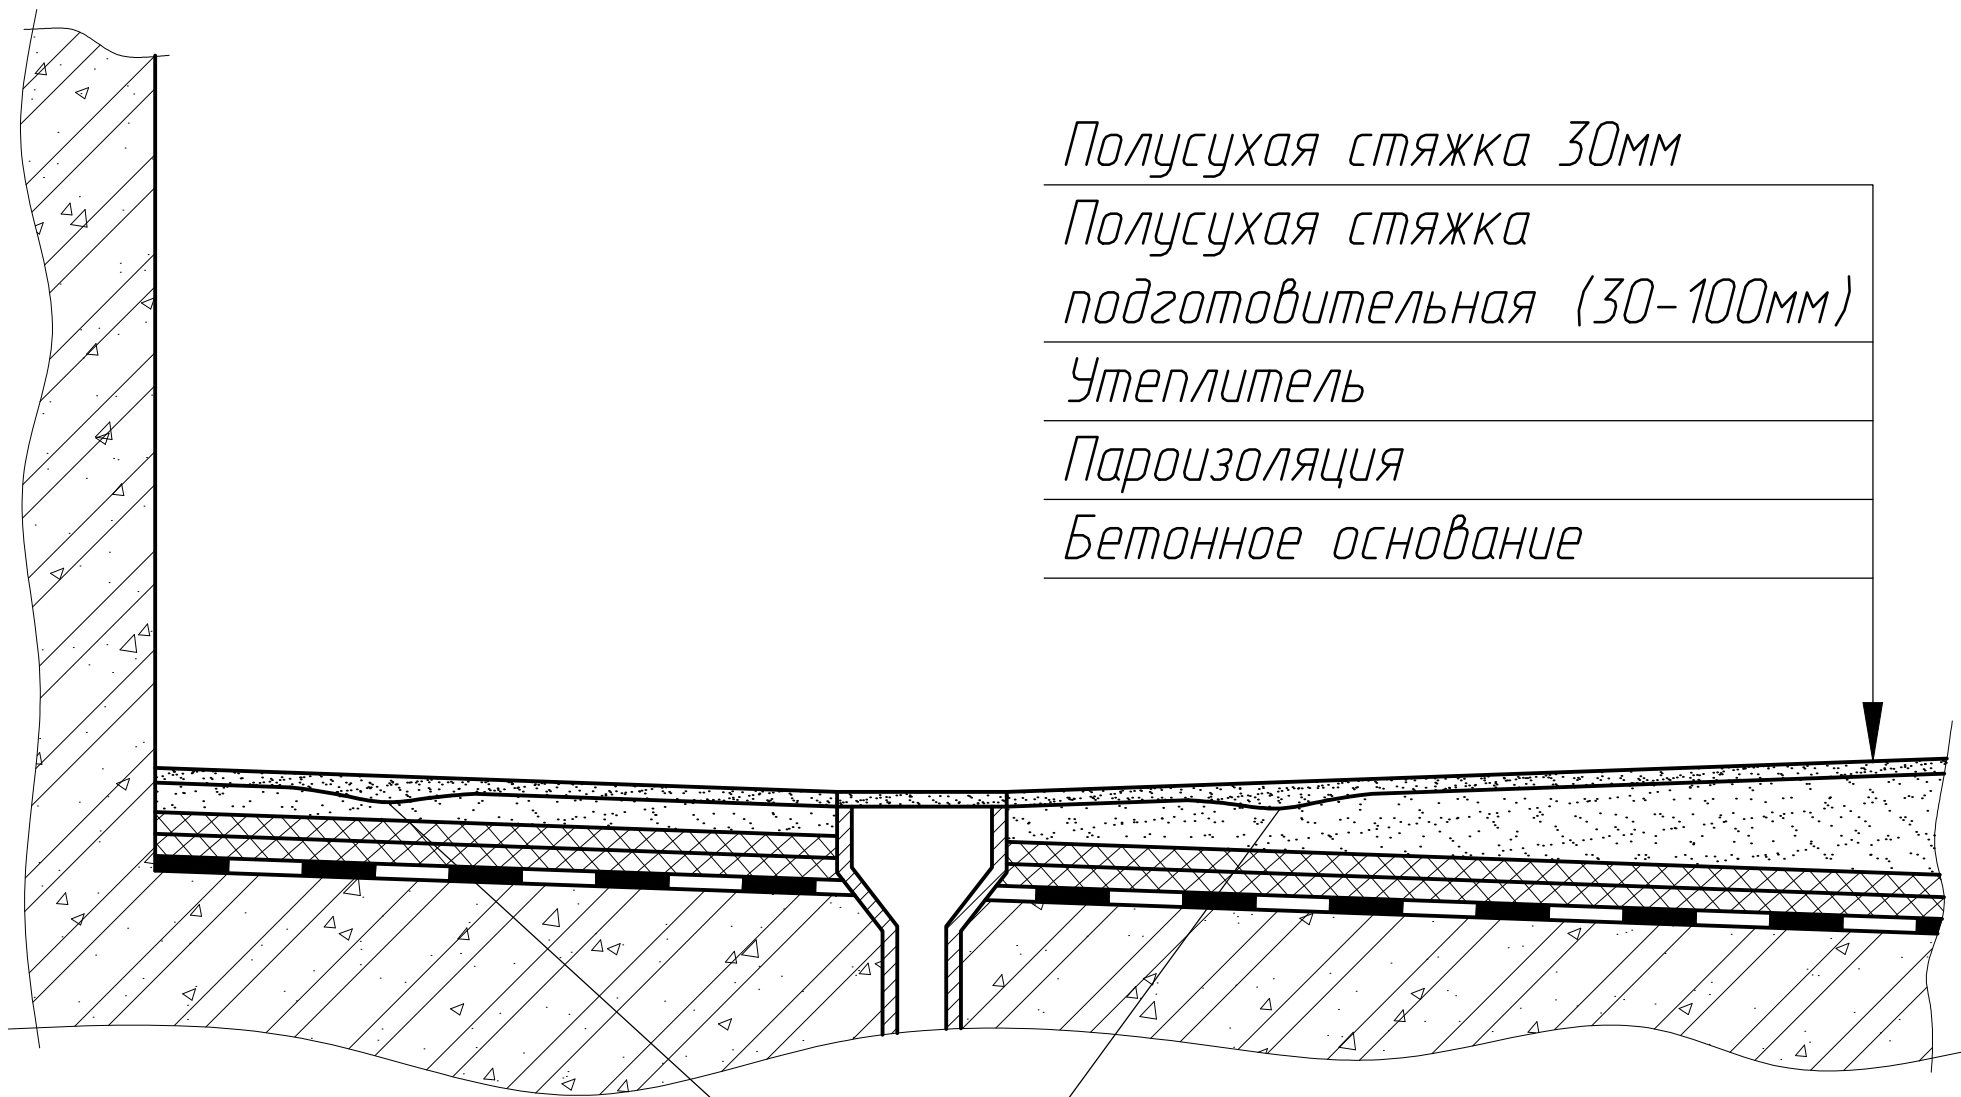 Полусухая стяжка 30мм
Полусухая стяжка
подготовительная (30-100мм)
Утеплитель
Пароизоляция
Бетонное основание